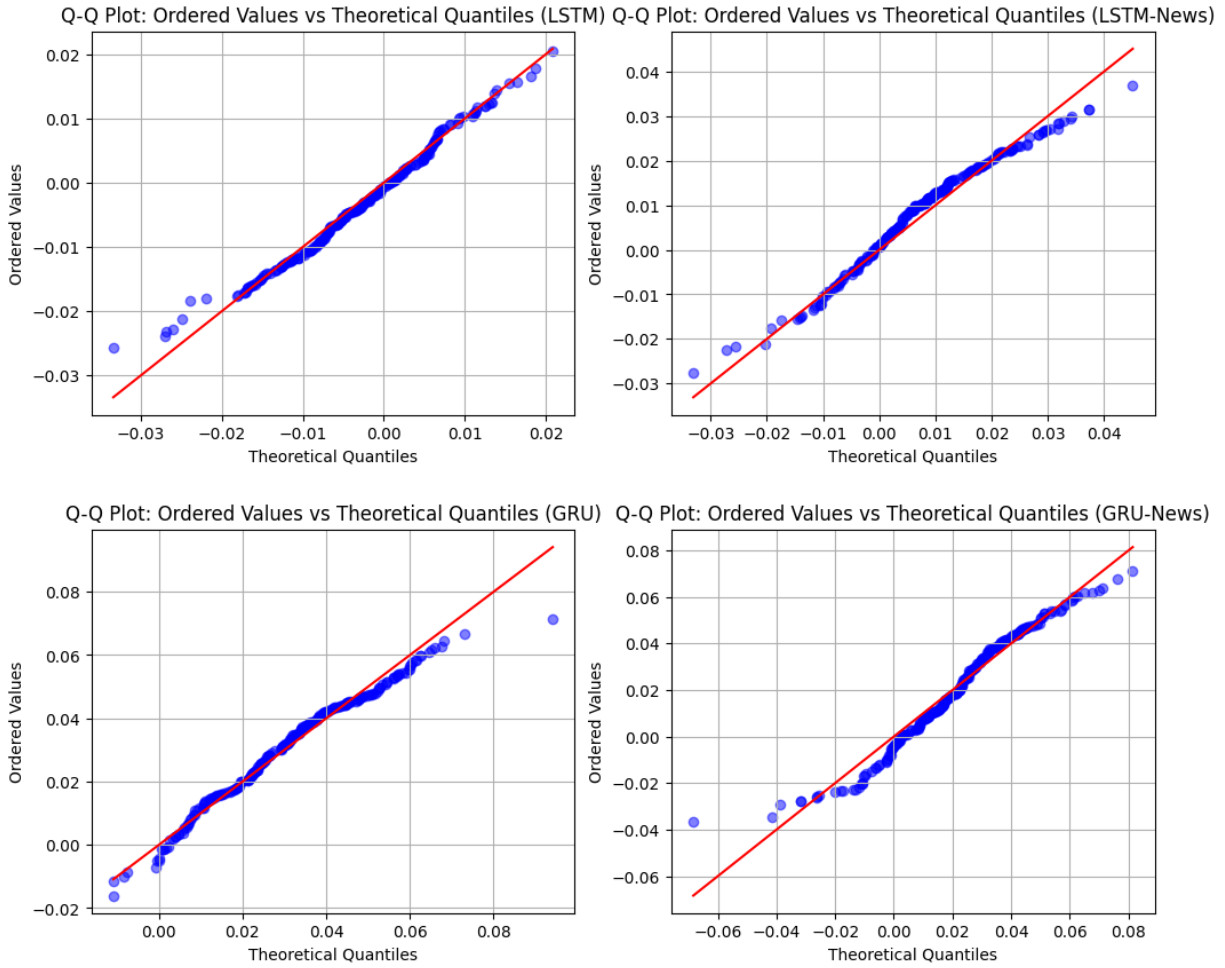 Q-Q Plot: Ordered Values vs Theoretical Quantiles (LSTM)
Ordered Values
0.02
0.01
0.00
−0.01
−0.02
−0.03
−0.03 −0.02 −0.01 0.00 0.01 0.02
Theoretical Quantiles
Q-Q Plot: Ordered Values vs Theoretical Quantiles (LSTM-News)
Ordered Values
0.04
0.03
0.02
0.01
0.00
−0.01
−0.02
−0.03
−0.03 −0.02 −0.01 0.00 0.01 0.02 0.03 0.04
Theoretical Quantiles
Q-Q Plot: Ordered Values vs Theoretical Quantiles (GRU)
Ordered Values
0.08
0.06
0.04
0.02
0.00
−0.02
0.00 0.02 0.04 0.06 0.08
Theoretical Quantiles
Q-Q Plot: Ordered Values vs Theoretical Quantiles (GRU-News)
Ordered Values
0.08
0.06
0.04
0.02
0.00
−0.02
−0.04
−0.06
−0.06 −0.04 −0.02 0.00 0.02 0.04 0.06 0.08
Theoretical Quantiles